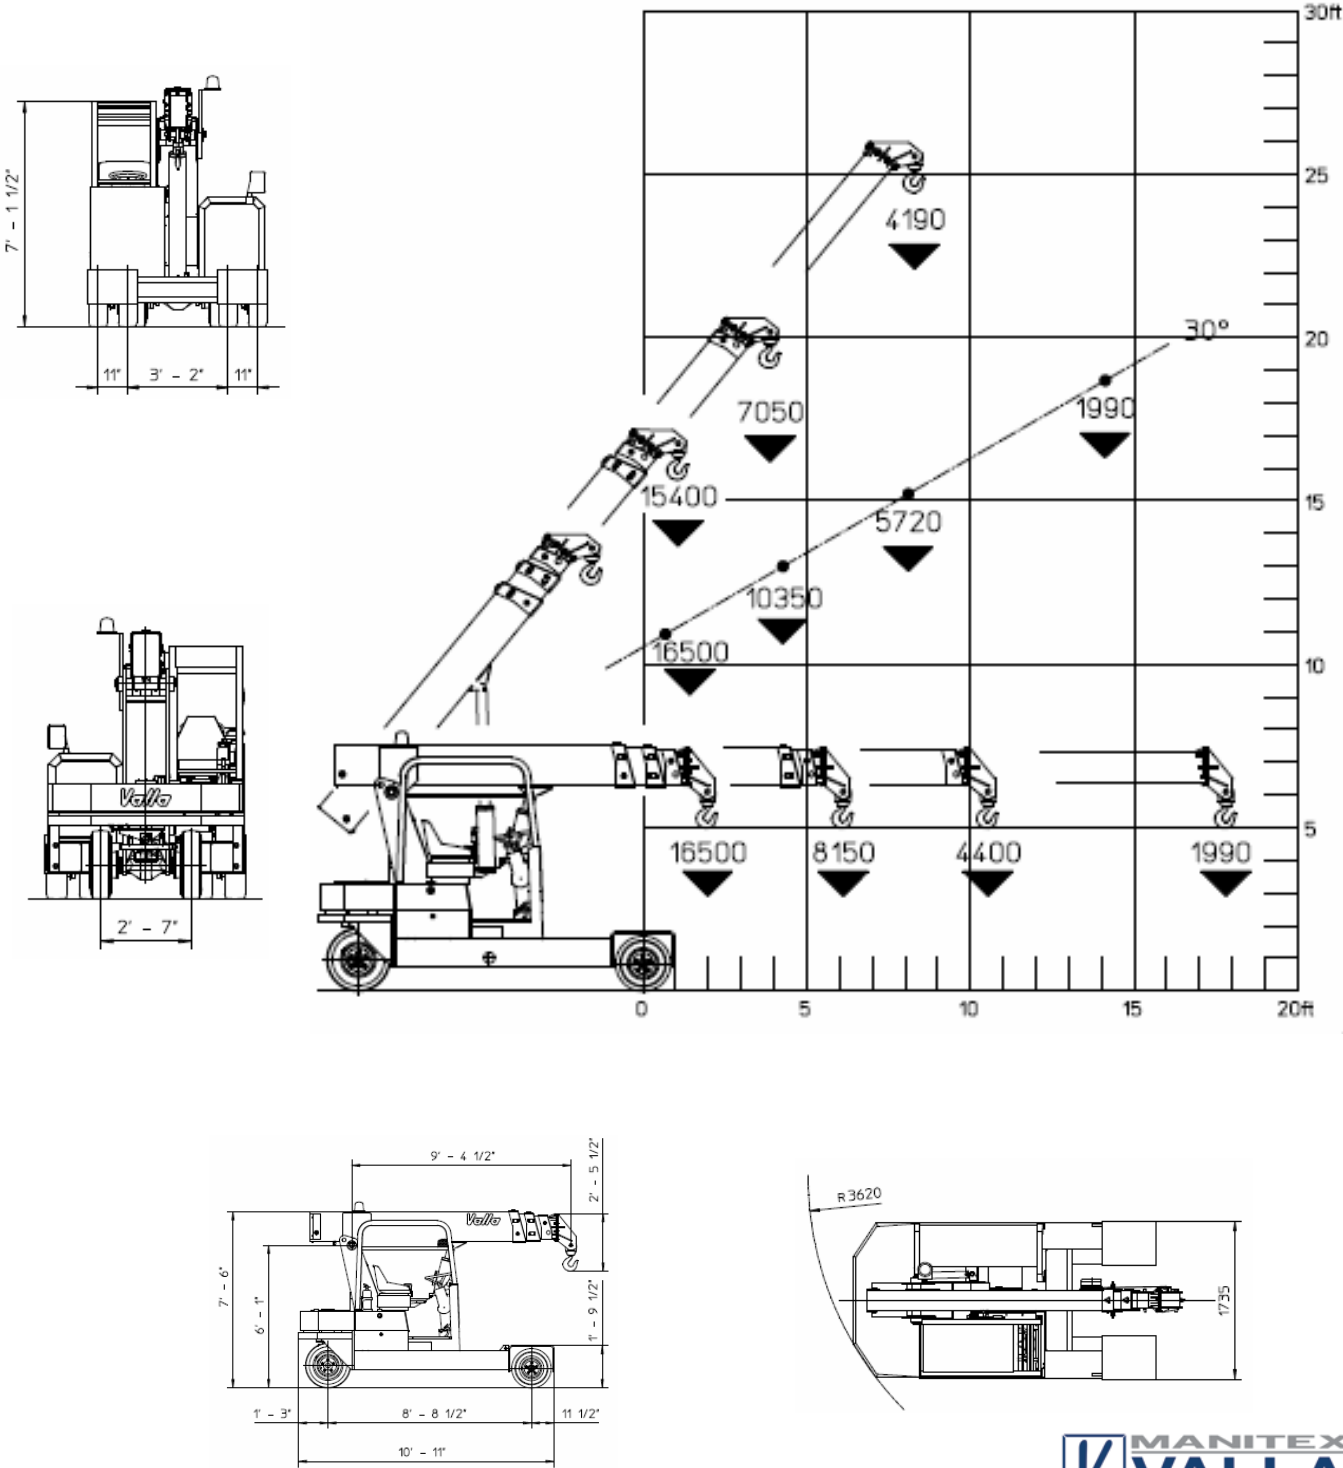 30ft
25
4190
7' - 1 1/2"
20
30°
11"
3' - 2"
11"
7050
1990
15400
15
5720
10350
16500
10
Valla
5
16500
8150
4400
1990
2' - 7"
0
5
10
15
20ft
9' - 4 1/2"
2' - 5 1/2"
R3620
Valla
7' - 6"
6' - 1"
1' - 9 1/2"
1735
1' - 3"
8' - 8 1/2"
11 1/2"
10' - 11"
MANITEX
VALLA